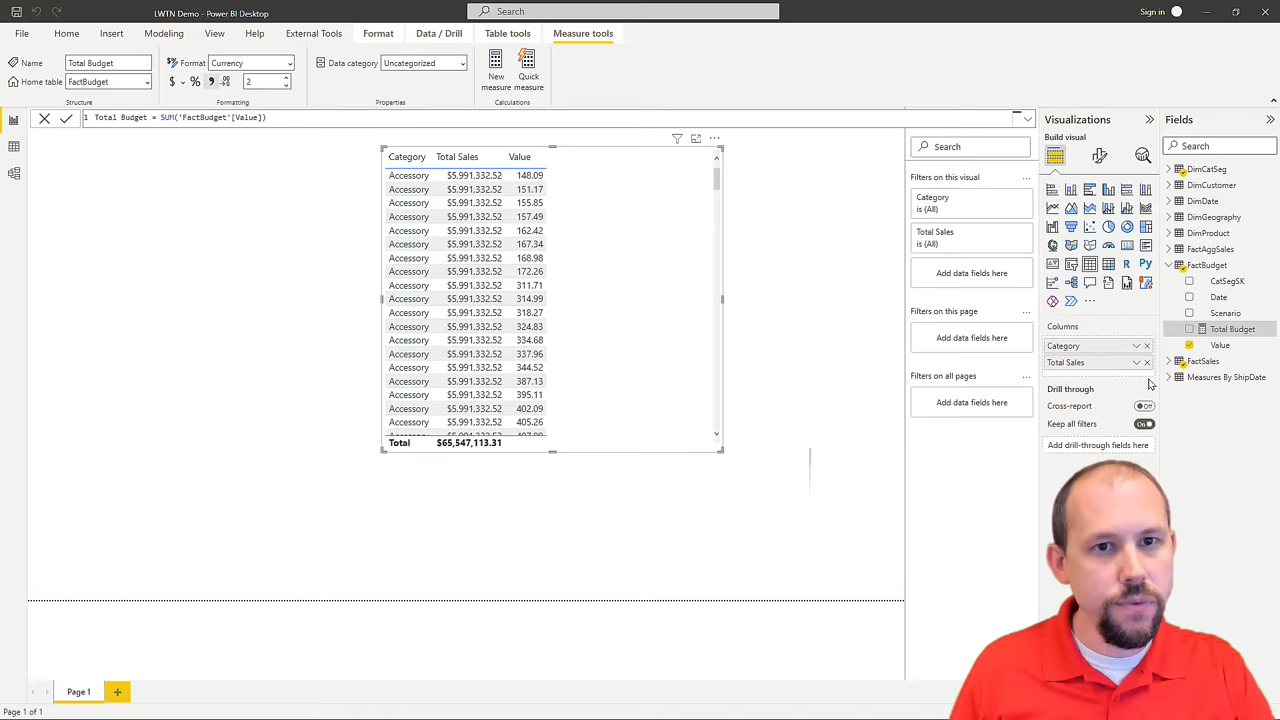 LWTN Demo - Power BI Desktop
Search
Sign in
File
Home
Insert
Modeling
View
Help
External Tools
Format
Data / Drill
Table tools
Measure tools
Name
Total Budget
Format
Currency
Data category
Uncategorized
Home table
FactBudget
$
%
2
New
measure
Quick
measure
Structure
Formatting
Properties
Calculations
1 Total Budget = SUM('FactBudget'[Value])
Category Total Sales Value
Accessory $5,991,332.52 148.09
Accessory $5,991,332.52 151.17
Accessory $5,991,332.52 155.85
Accessory $5,991,332.52 157.49
Accessory $5,991,332.52 162.42
Accessory $5,991,332.52 167.34
Accessory $5,991,332.52 168.98
Accessory $5,991,332.52 172.26
Accessory $5,991,332.52 311.71
Accessory $5,991,332.52 314.99
Accessory $5,991,332.52 318.27
Accessory $5,991,332.52 324.83
Accessory $5,991,332.52 334.68
Accessory $5,991,332.52 337.96
Accessory $5,991,332.52 344.52
Accessory $5,991,332.52 387.13
Accessory $5,991,332.52 395.11
Accessory $5,991,332.52 402.09
Accessory $5,991,332.52 405.26
Total $65,547,113.31
Search
Filters on this visual
Category
is (All)
Total Sales
is (All)
Add data fields here
Filters on this page
Add data fields here
Filters on all pages
Add data fields here
Visualizations
Build visual
R
Py
Columns
Category
Total Sales
Drill through
Cross-report
Off
Keep all filters
On
Add drill-through fields here
Fields
Search
DimCatSeg
DimCustomer
DimDate
DimGeography
DimProduct
FactAggSales
FactBudget
CatSegSK
Date
Scenario
Total Budget
Value
FactSales
Measures By ShipDate
Page 1
Page 1 of 1